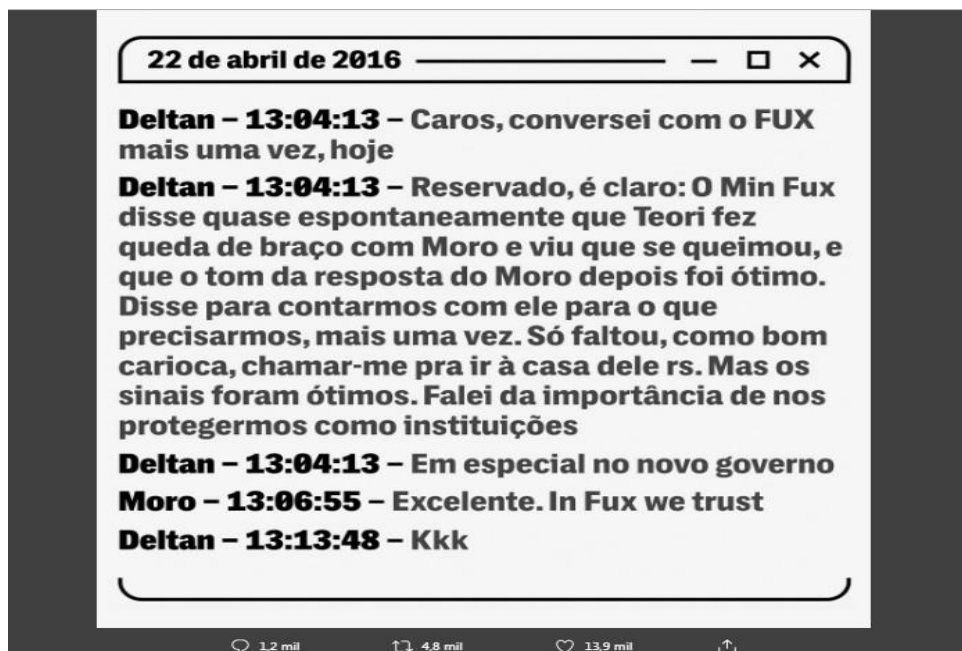 22 de abril de 2016
Deltan – 13:04:13 – Caros, conversei com o FUX
mais uma vez, hoje
Deltan – 13:04:13 – Reservado, é claro: O Min Fux
disse quase espontaneamente que Teori fez
queda de braço com Moro e viu que se queimou, e
que o tom da resposta do Moro depois foi ótimo.
Disse para contarmos com ele para o que
precisarmos, mais uma vez. Só faltou, como bom
carioca, chamar-me pra ir à casa dele rs. Mas os
sinais foram ótimos. Falei da importância de nos
protegermos como instituições
Deltan – 13:04:13 – Em especial no novo governo
Moro – 13:06:55 – Excelente. In Fux we trust
Deltan – 13:13:48 – Kkk
1,2 mil 4,8 mil 13,9 mil